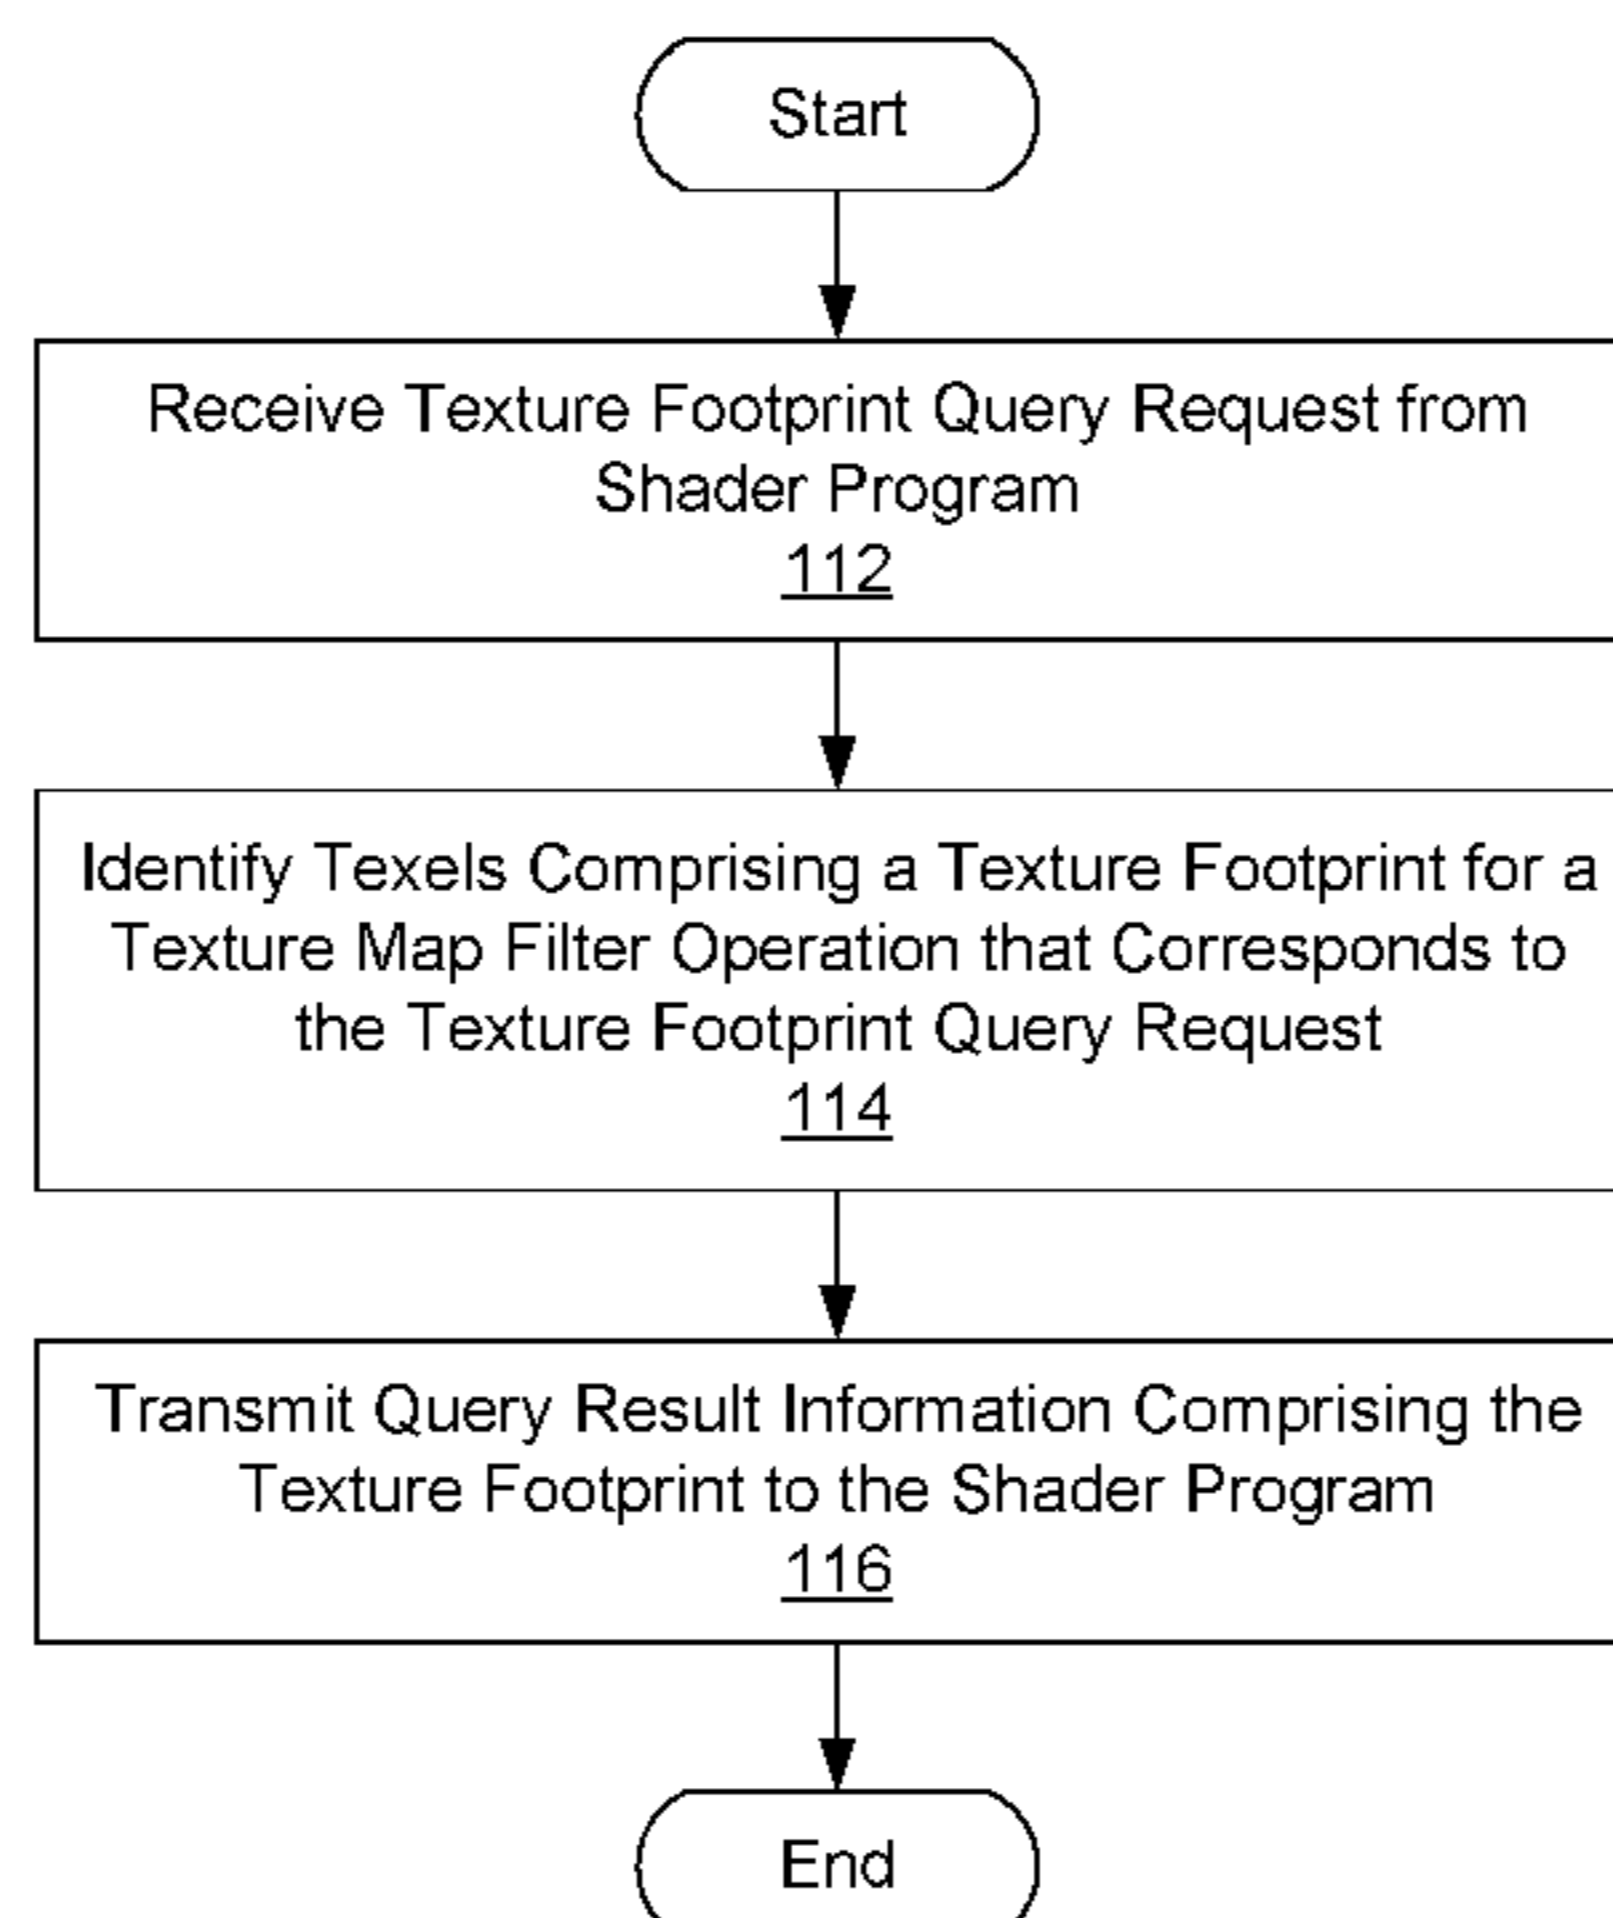 Start
Receive Texture Footprint Query Request from
Shader Program
112
Identify Texels Comprising a Texture Footprint for a
Texture Map Filter Operation that Corresponds to
the Texture Footprint Query Request
114
Transmit Query Result Information Comprising the
Texture Footprint to the Shader Program
116
End